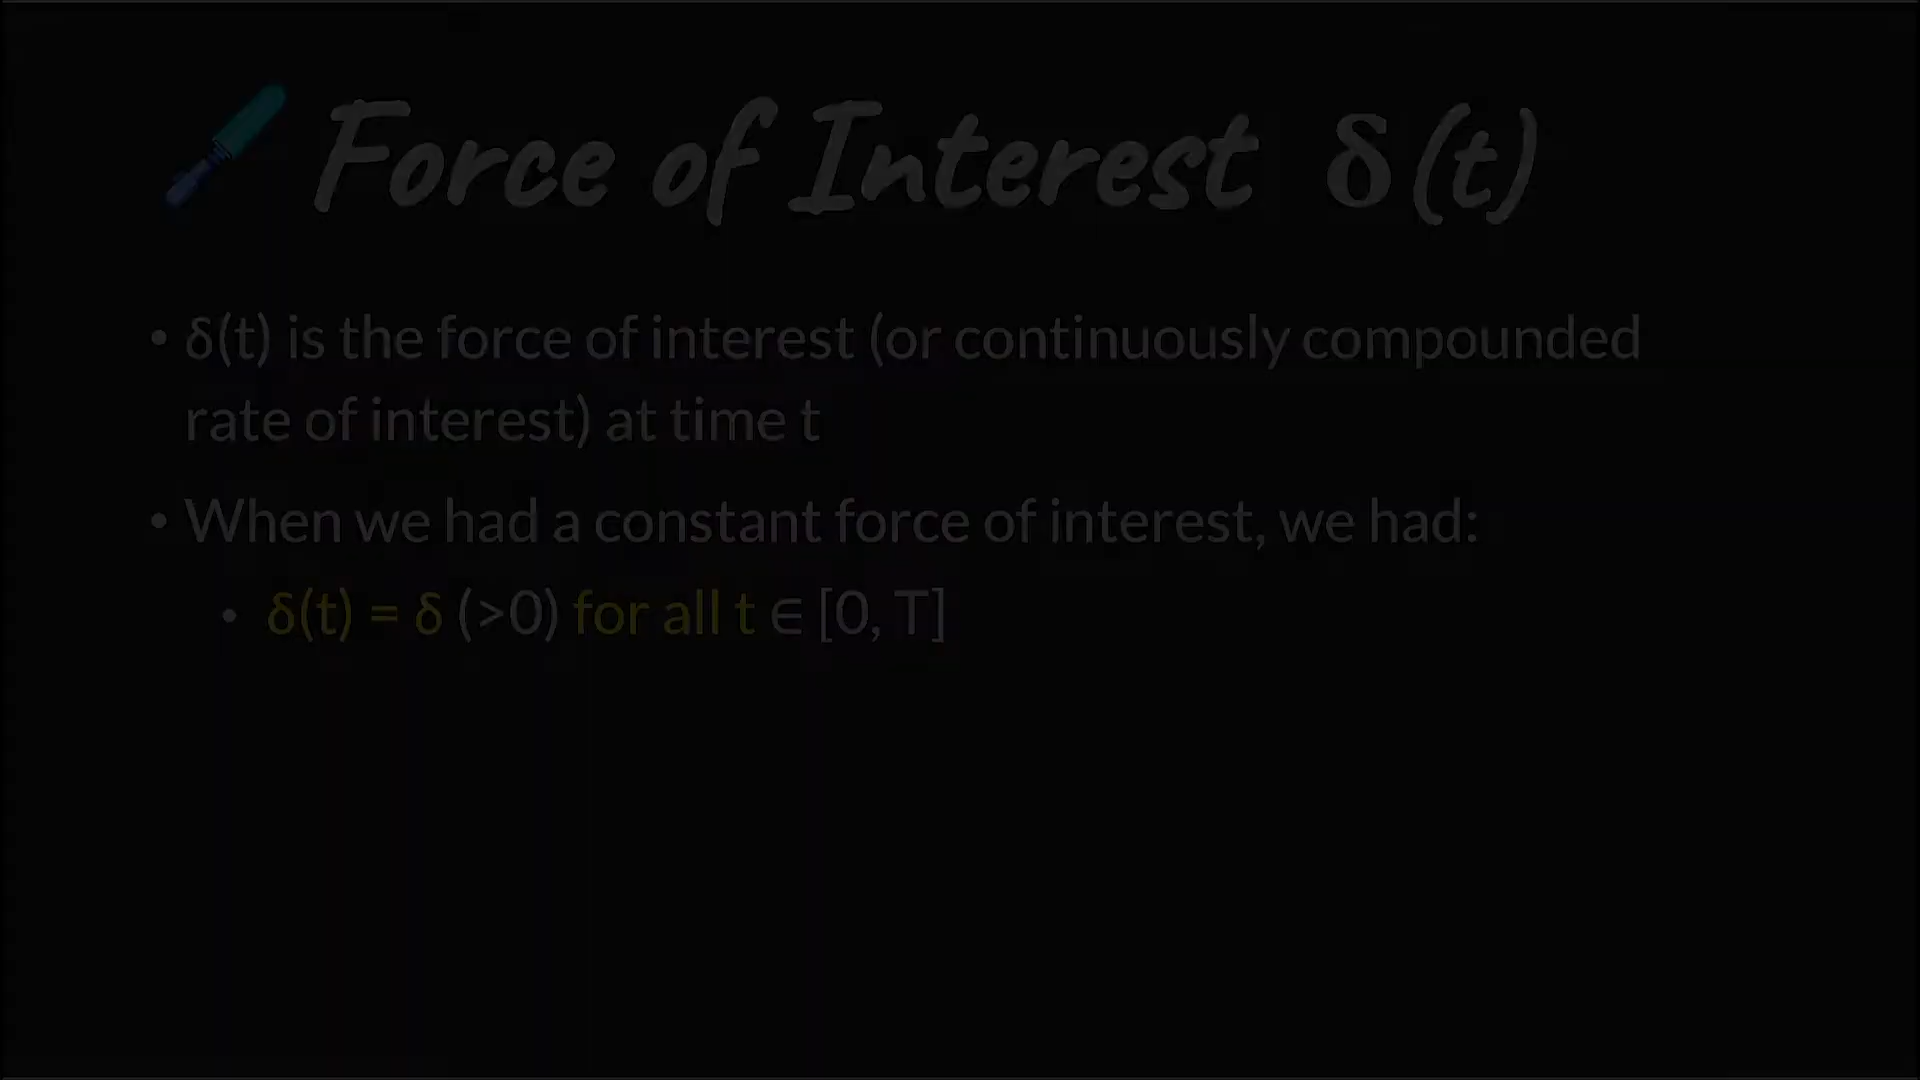 Force of Interest δ(t)
• δ(t) is the force of interest (or continuously compounded
rate of interest) at time t
• When we had a constant force of interest, we had:
• δ(t) = δ (>0) for all t ∈ [0, T]